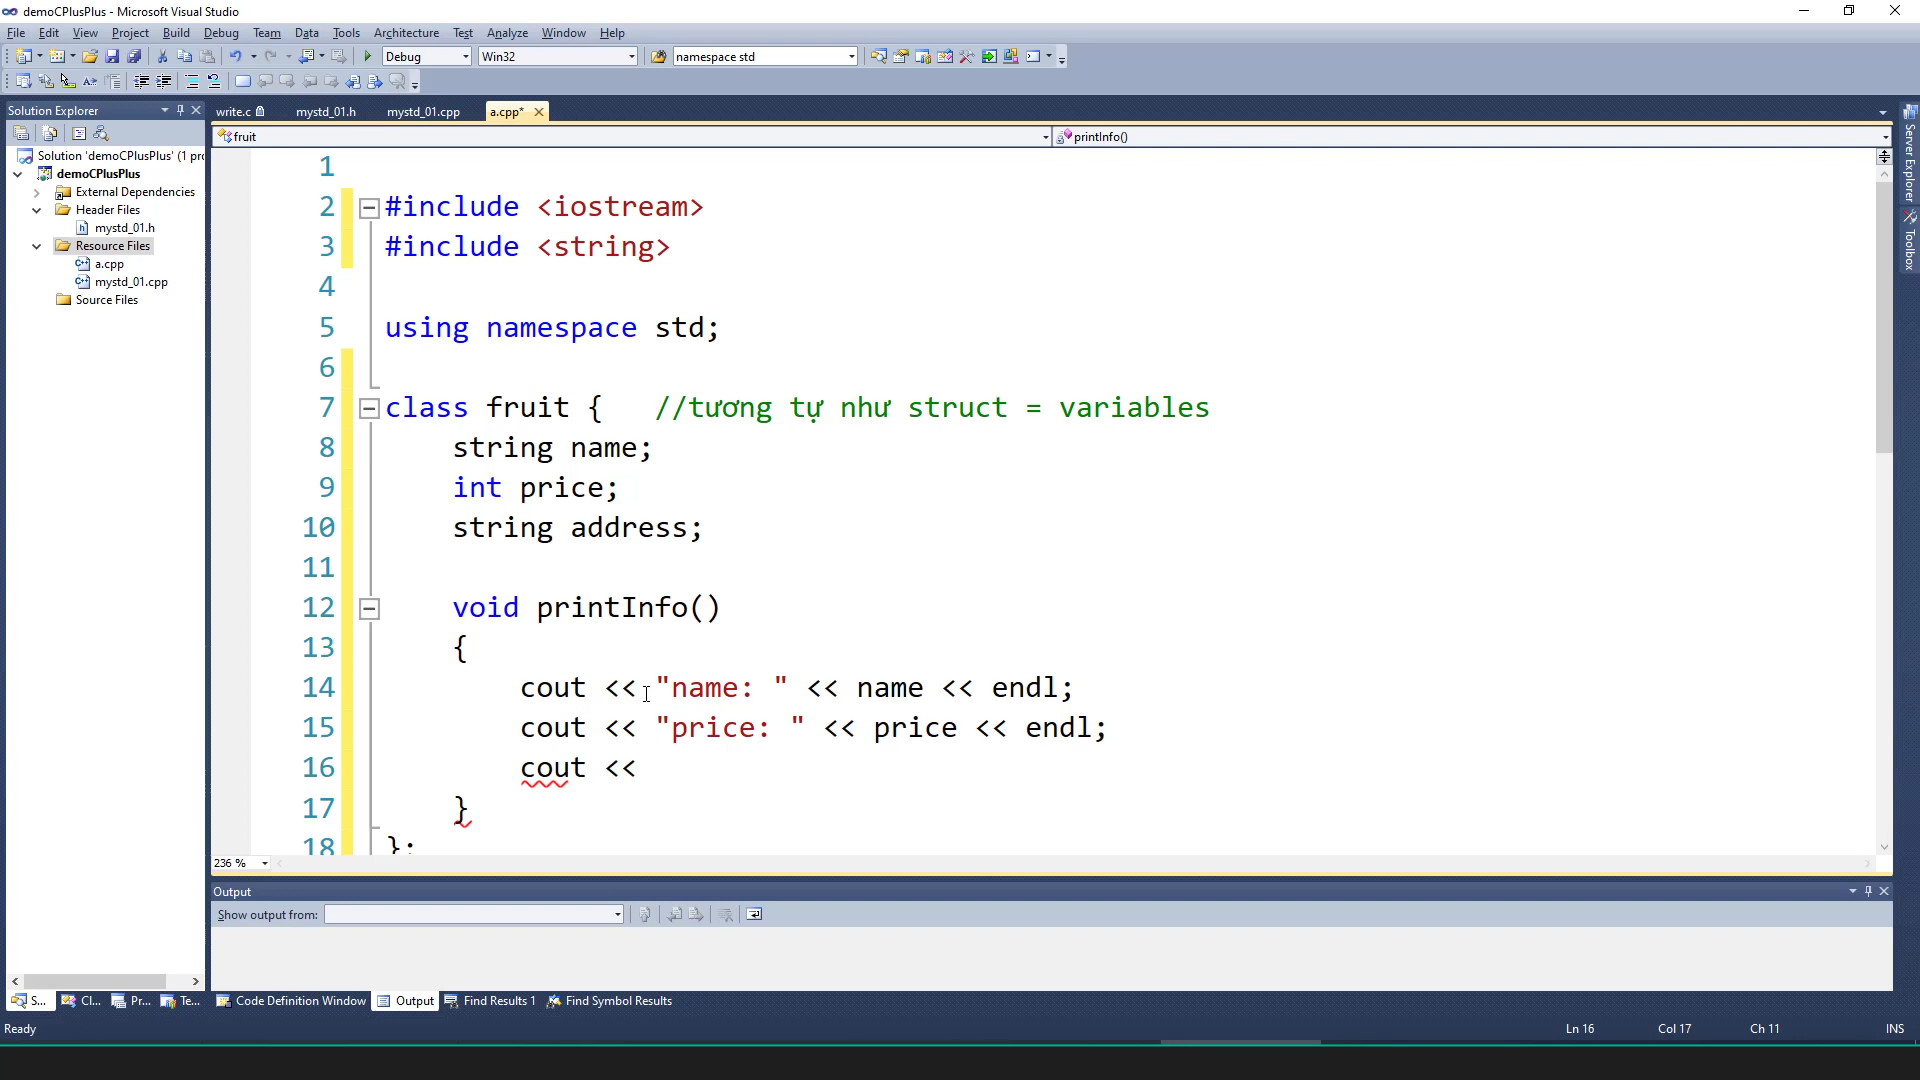 demoCPlusPlus - Microsoft Visual Studio
File Edit View Project Build Debug Team Data Tools Architecture Test Analyze Window Help
Debug Win32 namespace std
Solution Explorer
write.c mystd_01.h mystd_01.cpp a.cpp*
fruit printInfo()
Solution 'demoCPlusPlus' (1 prc
demoCPlusPlus
External Dependencies
Header Files
mystd_01.h
Resource Files
a.cpp
mystd_01.cpp
Source Files
1
2 #include <iostream>
3 #include <string>
4
5 using namespace std;
6
7 class fruit { //tương tự như struct = variables
8 string name;
9 int price;
10 string address;
11
12 void printInfo()
13 {
14 cout << "name: " << name << endl;
15 cout << "price: " << price << endl;
16 cout <<
17 }
18 };
236 %
Server Explorer
Toolbox
Output
Show output from:
S... Cl... Pr... Te... Code Definition Window Output Find Results 1 Find Symbol Results
Ready Ln 16 Col 17 Ch 11 INS